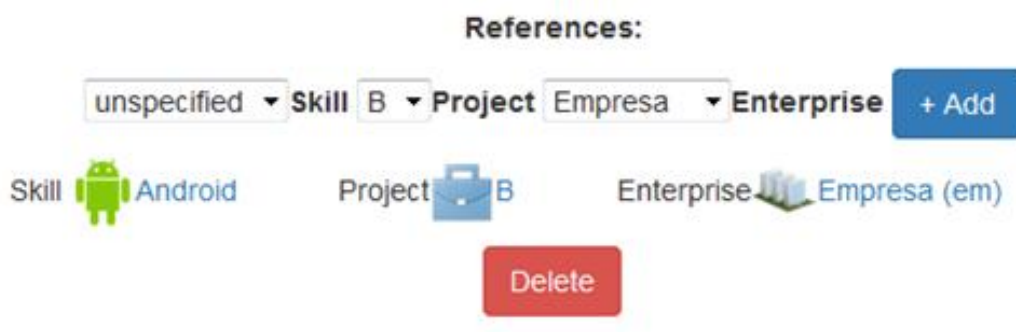 References:
unspecified Skill B Project Empresa Enterprise + Add
Skill Android Project B Enterprise Empresa (em)
Delete